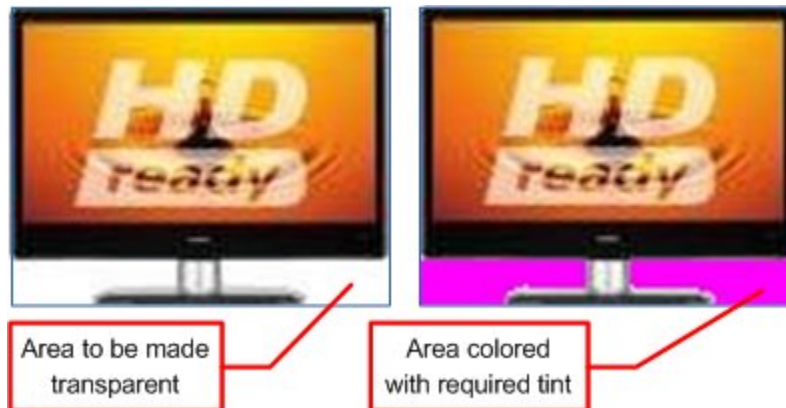 HD
ready
HD
ready
Area to be made
transparent
Area colored
with required tint